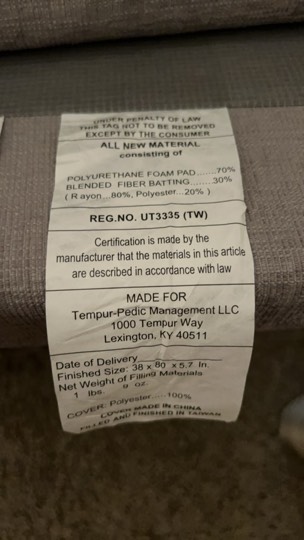 UNDER PENALTY OF LAW
THIS TAG NOT TO BE REMOVED
EXCEPT BY THE CONSUMER
ALL NEW MATERIAL
consisting of
POLYURETHANE FOAM PAD......70%
BLENDED FIBER BATTING.......30%
( Rayon...80%, Polyester...20% )
REG.NO. UT3335 (TW)
Certification is made by the
manufacturer that the materials in this article
are described in accordance with law
MADE FOR
Tempur-Pedic Management LLC
1000 Tempur Way
Lexington, KY 40511
Date of Delivery
Finished Size: 38 x 80 x 5.7 In.
Net Weight of Filling Materials
1 lbs. oz.
COVER: Polyester.....100%
COVER MADE IN CHINA
FILLED AND FINISHED IN TAIWAN